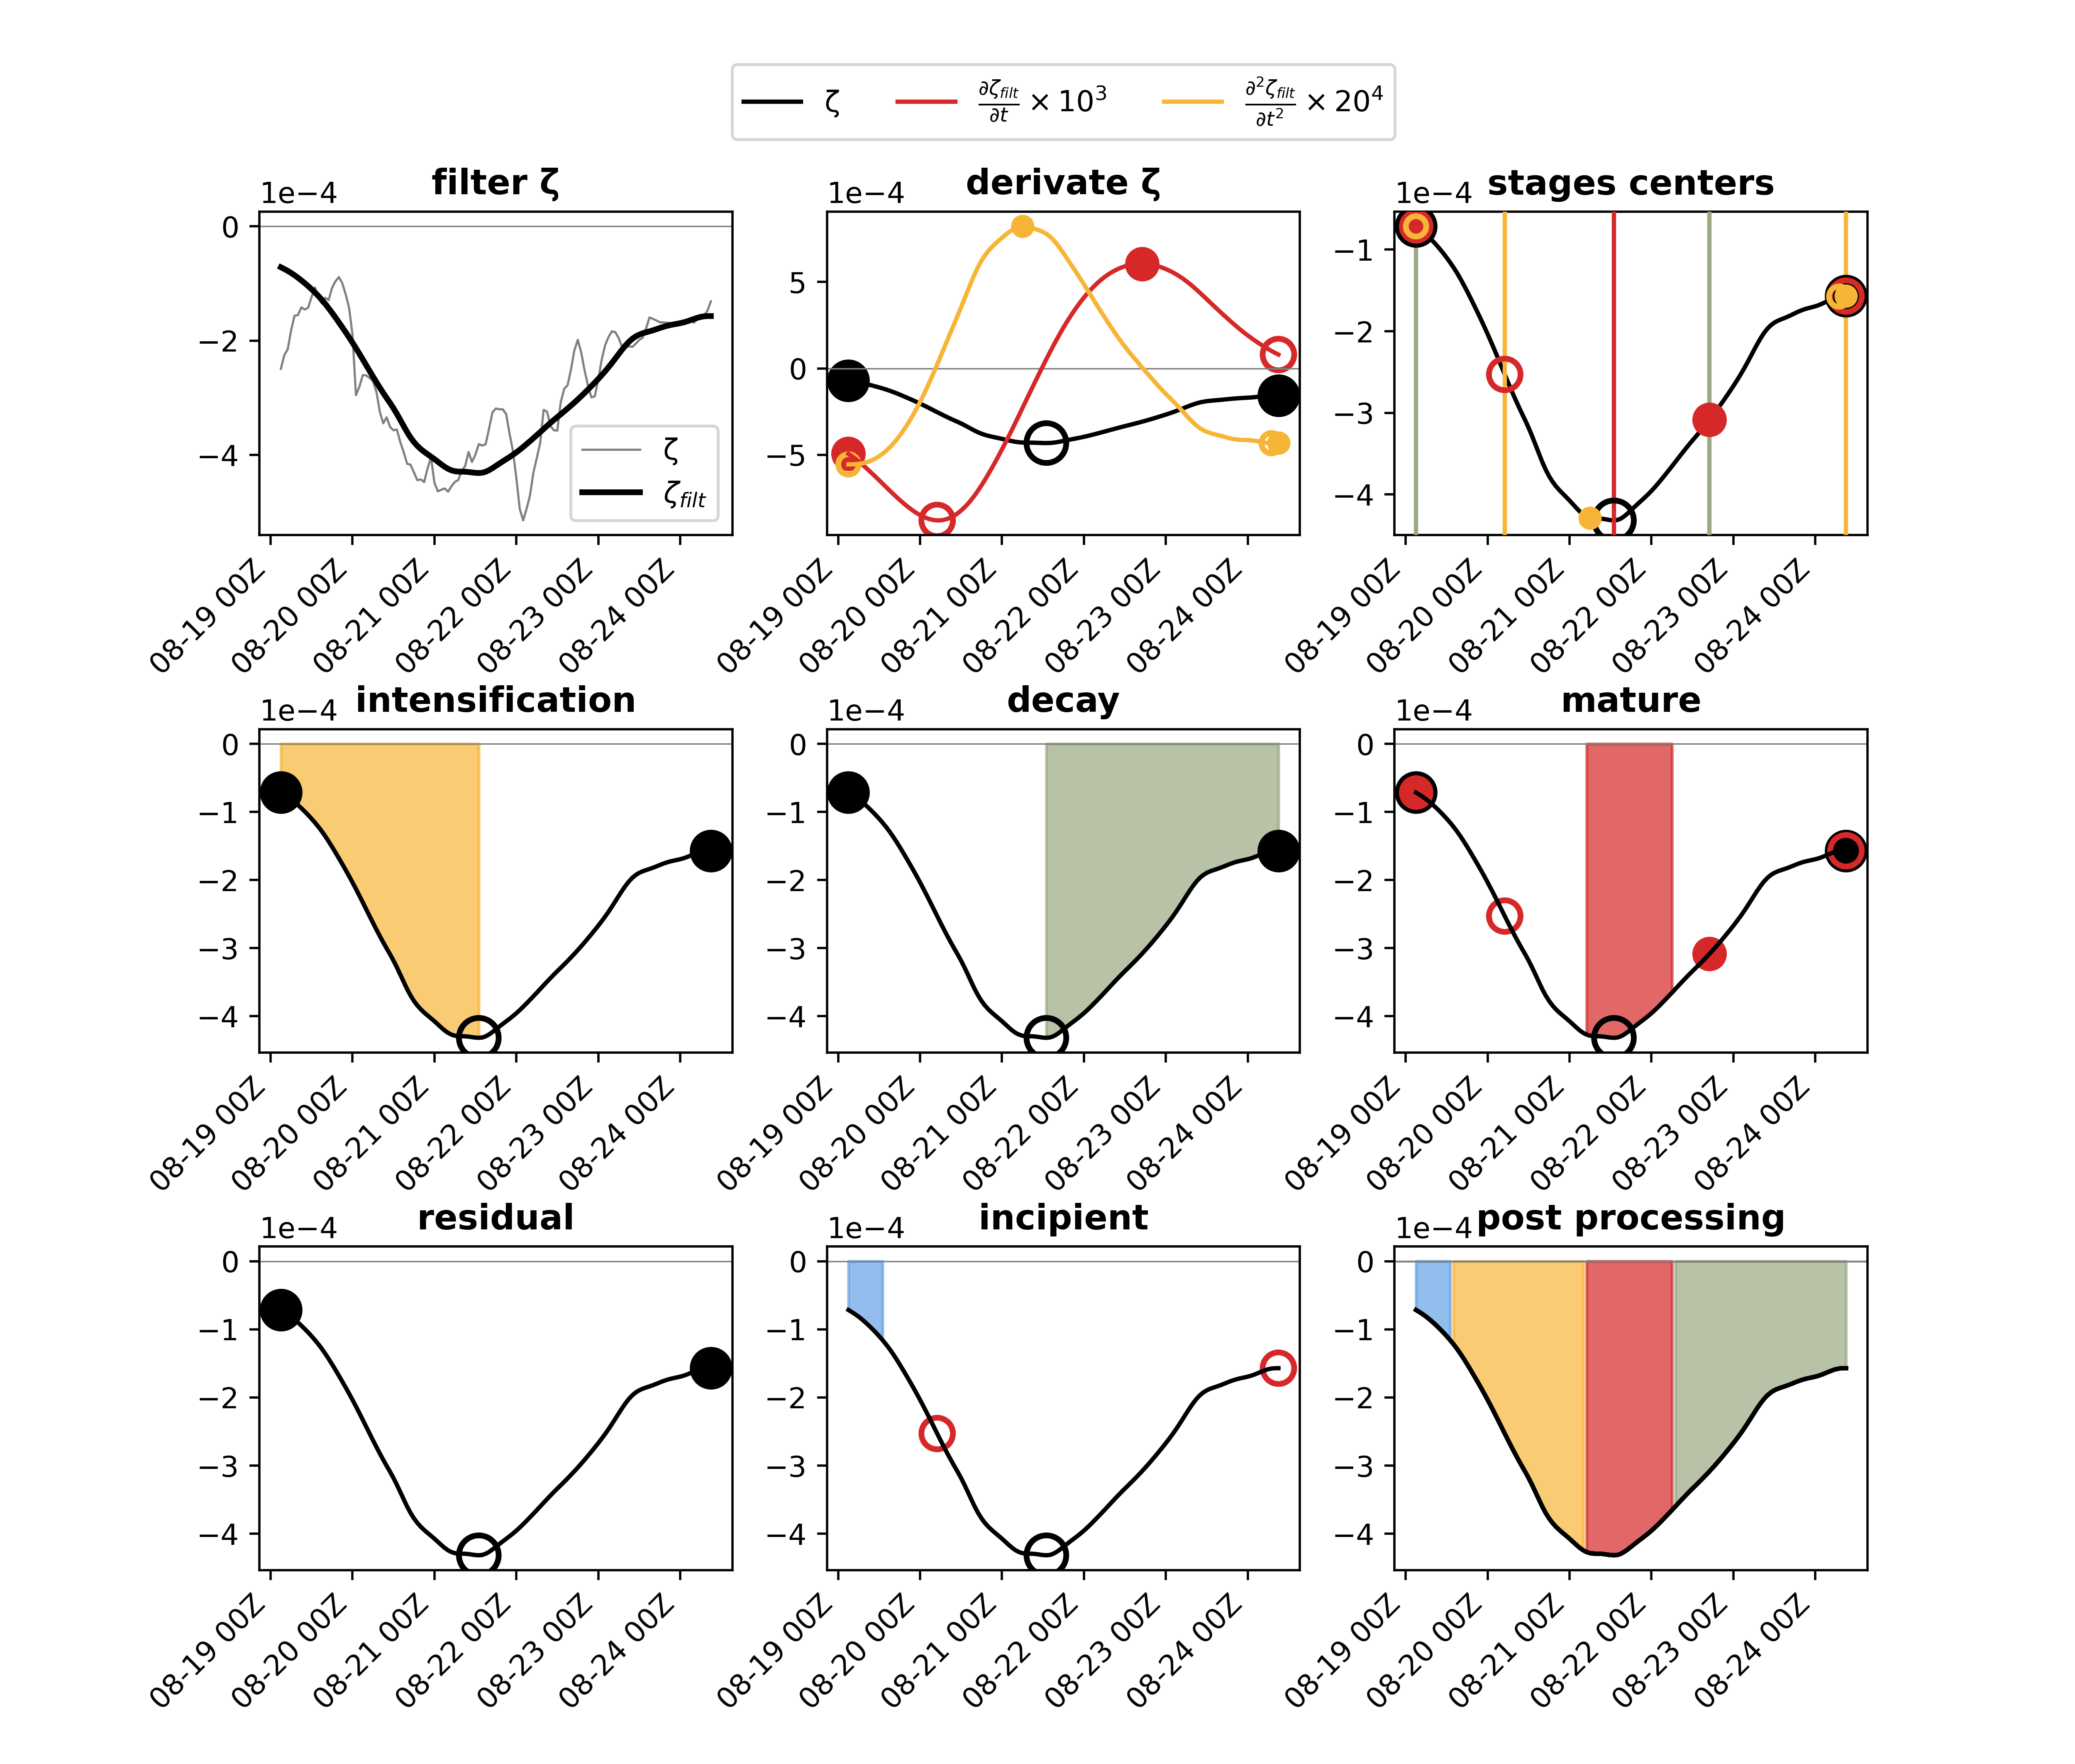 ζ ∂ζ_filt/∂t × 10³ ∂²ζ_filt/∂t² × 20⁴
filter ζ
1e−4
0
−2
−4
ζ
ζ_filt
08-19 00Z 08-20 00Z 08-21 00Z 08-22 00Z 08-23 00Z 08-24 00Z
derivate ζ
1e−4
5
0
−5
08-19 00Z 08-20 00Z 08-21 00Z 08-22 00Z 08-23 00Z 08-24 00Z
stages centers
1e−4
−1
−2
−3
−4
08-19 00Z 08-20 00Z 08-21 00Z 08-22 00Z 08-23 00Z 08-24 00Z
intensification
1e−4
0
−1
−2
−3
−4
08-19 00Z 08-20 00Z 08-21 00Z 08-22 00Z 08-23 00Z 08-24 00Z
decay
1e−4
0
−1
−2
−3
−4
08-19 00Z 08-20 00Z 08-21 00Z 08-22 00Z 08-23 00Z 08-24 00Z
mature
1e−4
0
−1
−2
−3
−4
08-19 00Z 08-20 00Z 08-21 00Z 08-22 00Z 08-23 00Z 08-24 00Z
residual
1e−4
0
−1
−2
−3
−4
08-19 00Z 08-20 00Z 08-21 00Z 08-22 00Z 08-23 00Z 08-24 00Z
incipient
1e−4
0
−1
−2
−3
−4
08-19 00Z 08-20 00Z 08-21 00Z 08-22 00Z 08-23 00Z 08-24 00Z
post processing
1e−4
0
−1
−2
−3
−4
08-19 00Z 08-20 00Z 08-21 00Z 08-22 00Z 08-23 00Z 08-24 00Z